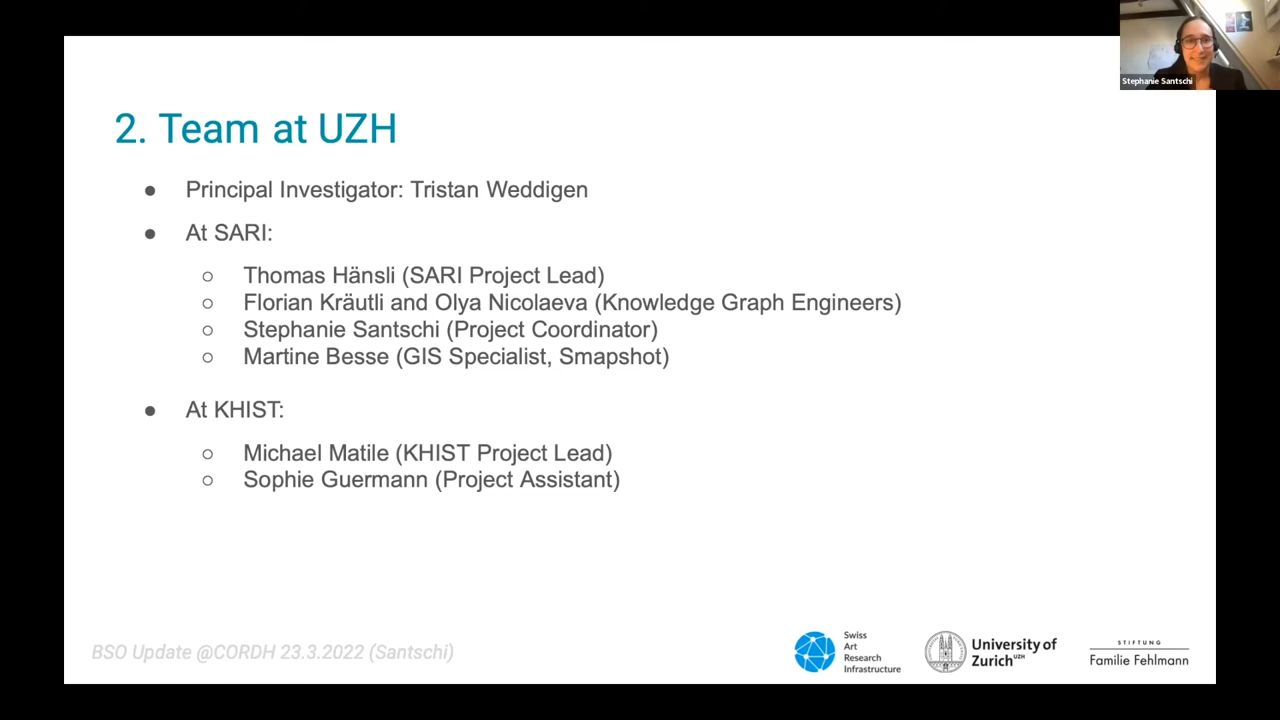 Stephanie Santschi
2. Team at UZH
● Principal Investigator: Tristan Weddigen
● At SARI:
○ Thomas Hänsli (SARI Project Lead)
○ Florian Kräutli and Olya Nicolaeva (Knowledge Graph Engineers)
○ Stephanie Santschi (Project Coordinator)
○ Martine Besse (GIS Specialist, Smapshot)
● At KHIST:
○ Michael Matile (KHIST Project Lead)
○ Sophie Guermann (Project Assistant)
BSO Update @CORDH 23.3.2022 (Santschi)
Swiss
Art
Research
Infrastructure
University of
Zurich UZH
STIFTUNG
Familie Fehlmann